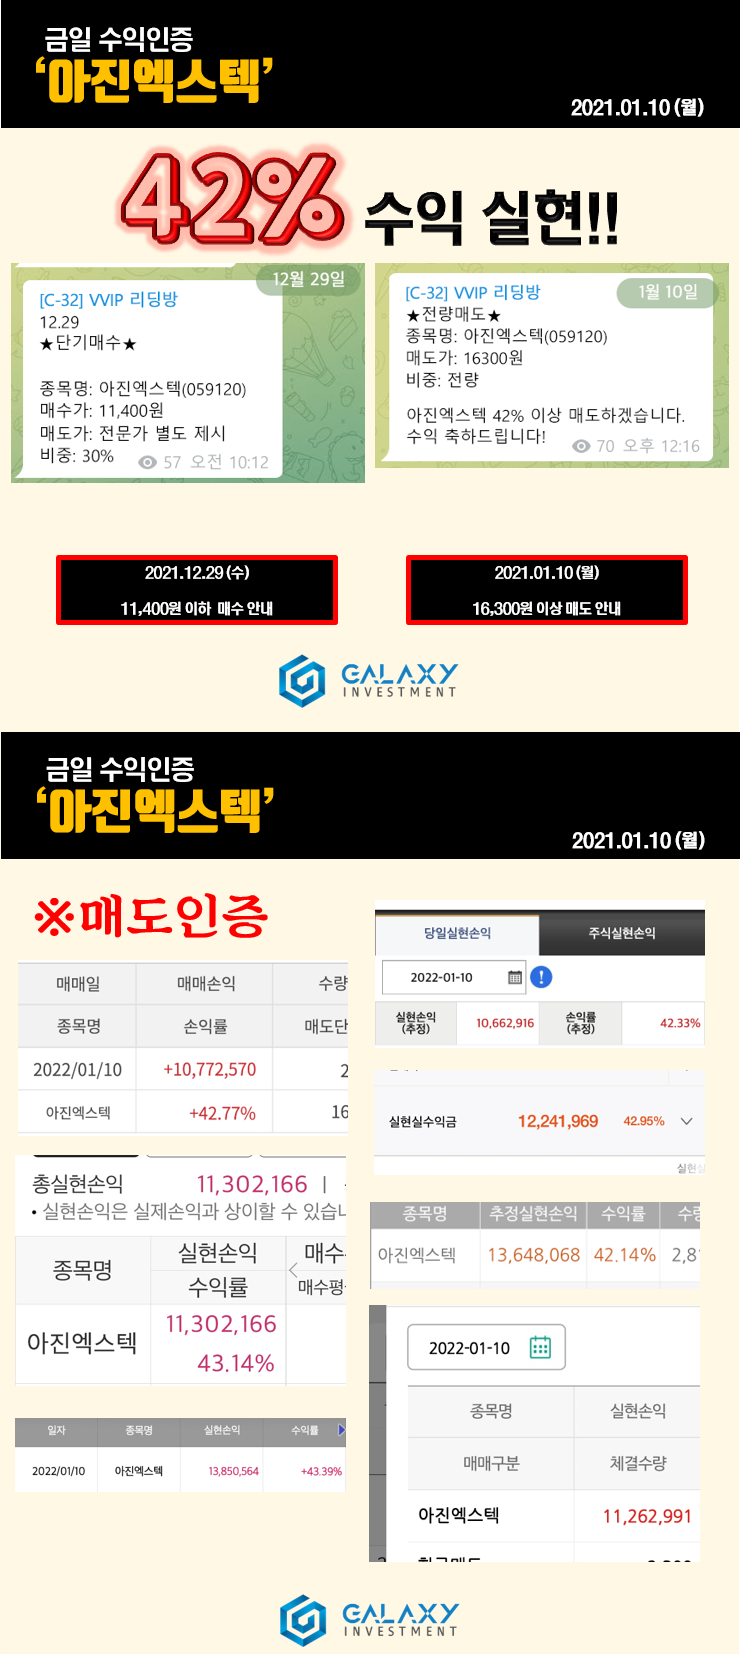 금일 수익인증
‘아진엑스텍’
2021.01.10 (월)
42% 수익 실현!!
12월 29일
[C-32] VVIP 리딩방
12.29
★단기매수★
종목명: 아진엑스텍(059120)
매수가: 11,400원
매도가: 전문가 별도 제시
비중: 30%
57 오전 10:12
1월 10일
[C-32] VVIP 리딩방
★전량매도★
종목명: 아진엑스텍(059120)
매도가: 16300원
비중: 전량
아진엑스텍 42% 이상 매도하겠습니다.
수익 축하드립니다!
70 오후 12:16
2021.12.29 (수)
11,400원 이하 매수 안내
2021.01.10 (월)
16,300원 이상 매도 안내
GALAXY
INVESTMENT
금일 수익인증
‘아진엑스텍’
2021.01.10 (월)
※매도인증
매매일 매매손익 수량
종목명 손익률 매도단
2022/01/10 +10,772,570 2
아진엑스텍 +42.77% 16
총실현손익 11,302,166 |
• 실현손익은 실제손익과 상이할 수 있습니
종목명 실현손익 매수
수익률 매수평
아진엑스텍 11,302,166
43.14%
일자 종목명 실현손익 수익률
2022/01/10 아진엑스텍 13,850,564 +43.39%
당일실현손익 주식실현손익
2022-01-10
실현손익 (추정) 10,662,916 손익률 (추정) 42.33%
실현실수익금 12,241,969 42.95%
실현실
종목명 추정실현손익 수익률 수량
아진엑스텍 13,648,068 42.14% 2,8
2022-01-10
종목명 실현손익
매매구분 체결수량
아진엑스텍 11,262,991
GALAXY
INVESTMENT